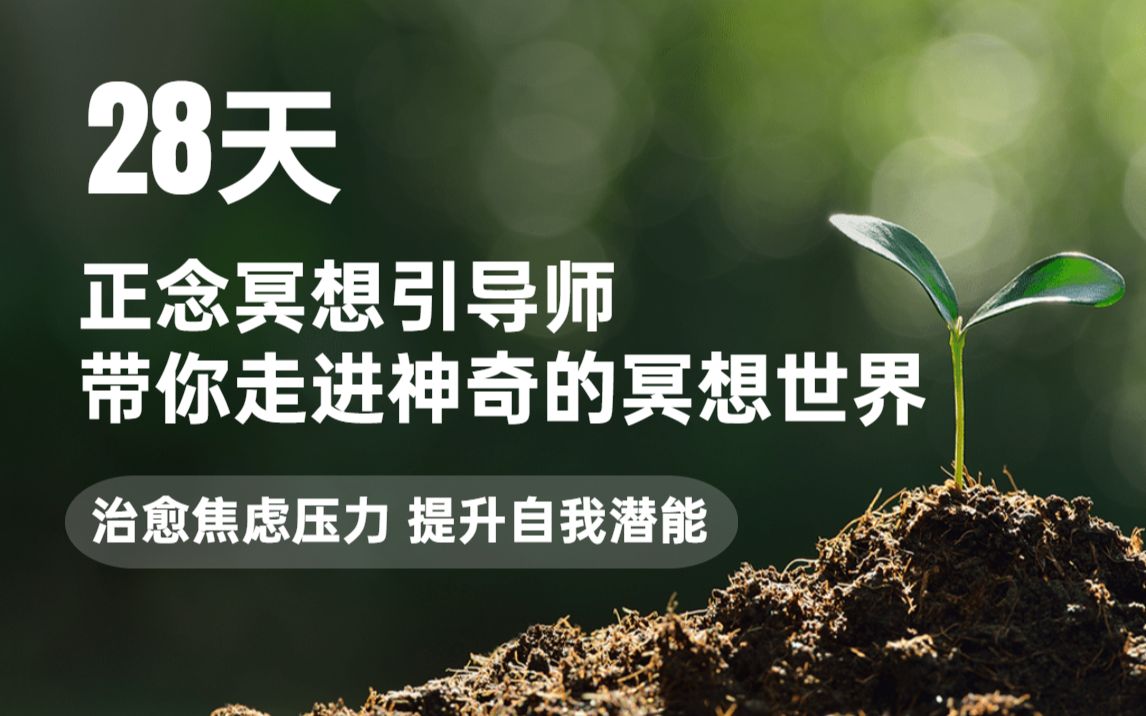 28天
正念冥想引导师
带你走进神奇的冥想世界
治愈焦虑压力 提升自我潜能